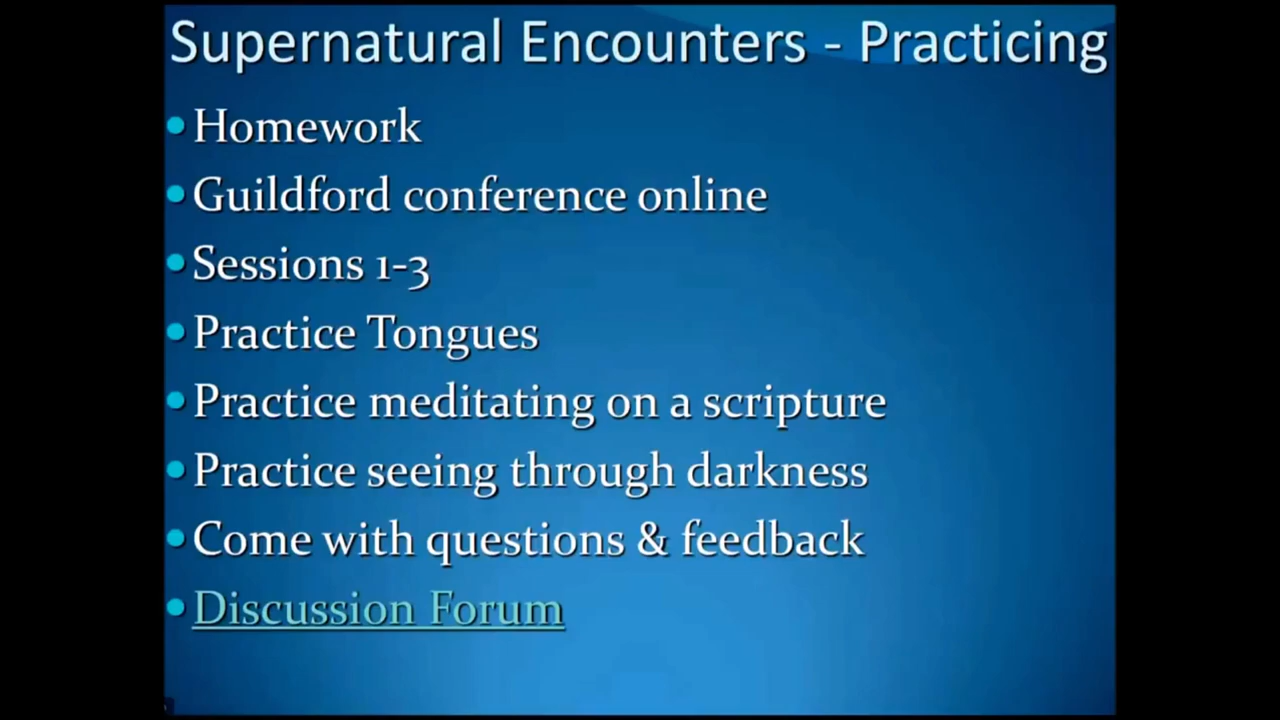 Supernatural Encounters - Practicing
• Homework
• Guildford conference online
• Sessions 1-3
• Practice Tongues
• Practice meditating on a scripture
• Practice seeing through darkness
• Come with questions & feedback
• Discussion Forum